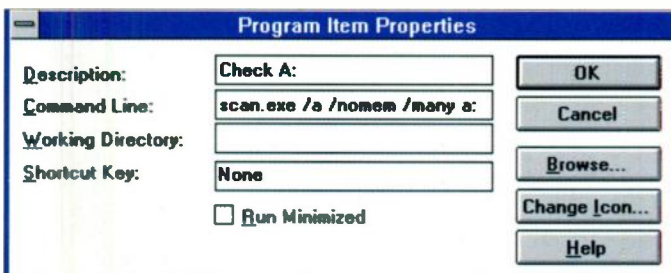 Program Item Properties
Description: Check A:
Command Line: scan.exe /a /nomem /many a:
Working Directory:
Shortcut Key: None
Run Minimized
OK
Cancel
Browse...
Change Icon...
Help